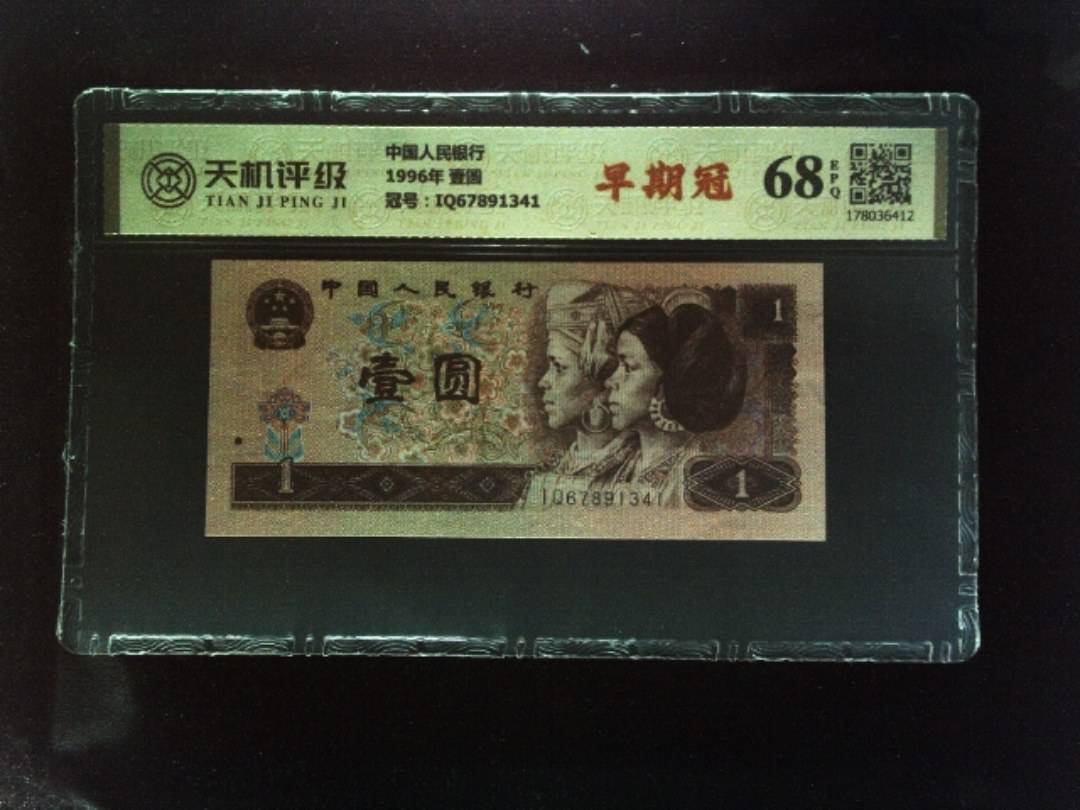 天机评级
TIAN JI PING JI
中国人民银行
1996年 壹圆
冠号：IQ67891341
早期冠
68
EPQ
178036412
中国人民银行
1
壹圆
1
IQ67891341
1